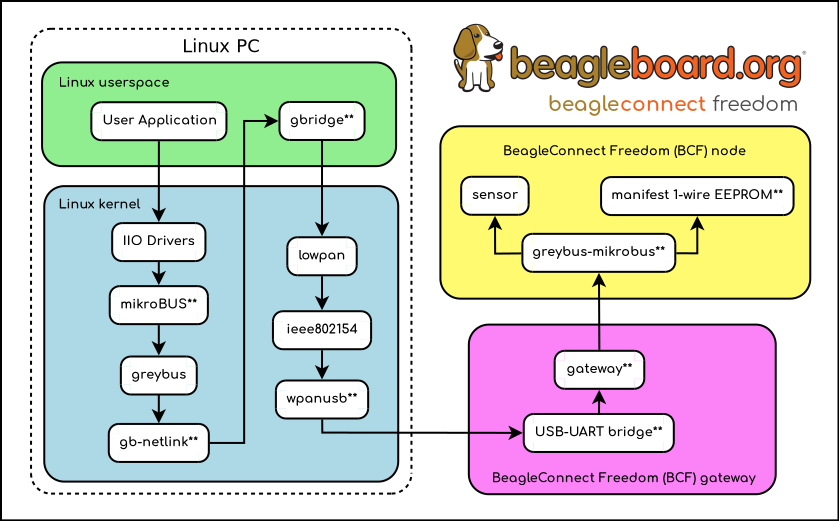 Linux PC
Linux userspace
User Application
gbridge**
Linux kernel
IIO Drivers
mikroBUS**
greybus
gb-netlink**
lowpan
ieee802154
wpanusb**
beagleboard.org®
beagleconnect freedom
BeagleConnect Freedom (BCF) node
sensor
manifest 1-wire EEPROM**
greybus-mikrobus**
gateway**
USB-UART bridge**
BeagleConnect Freedom (BCF) gateway